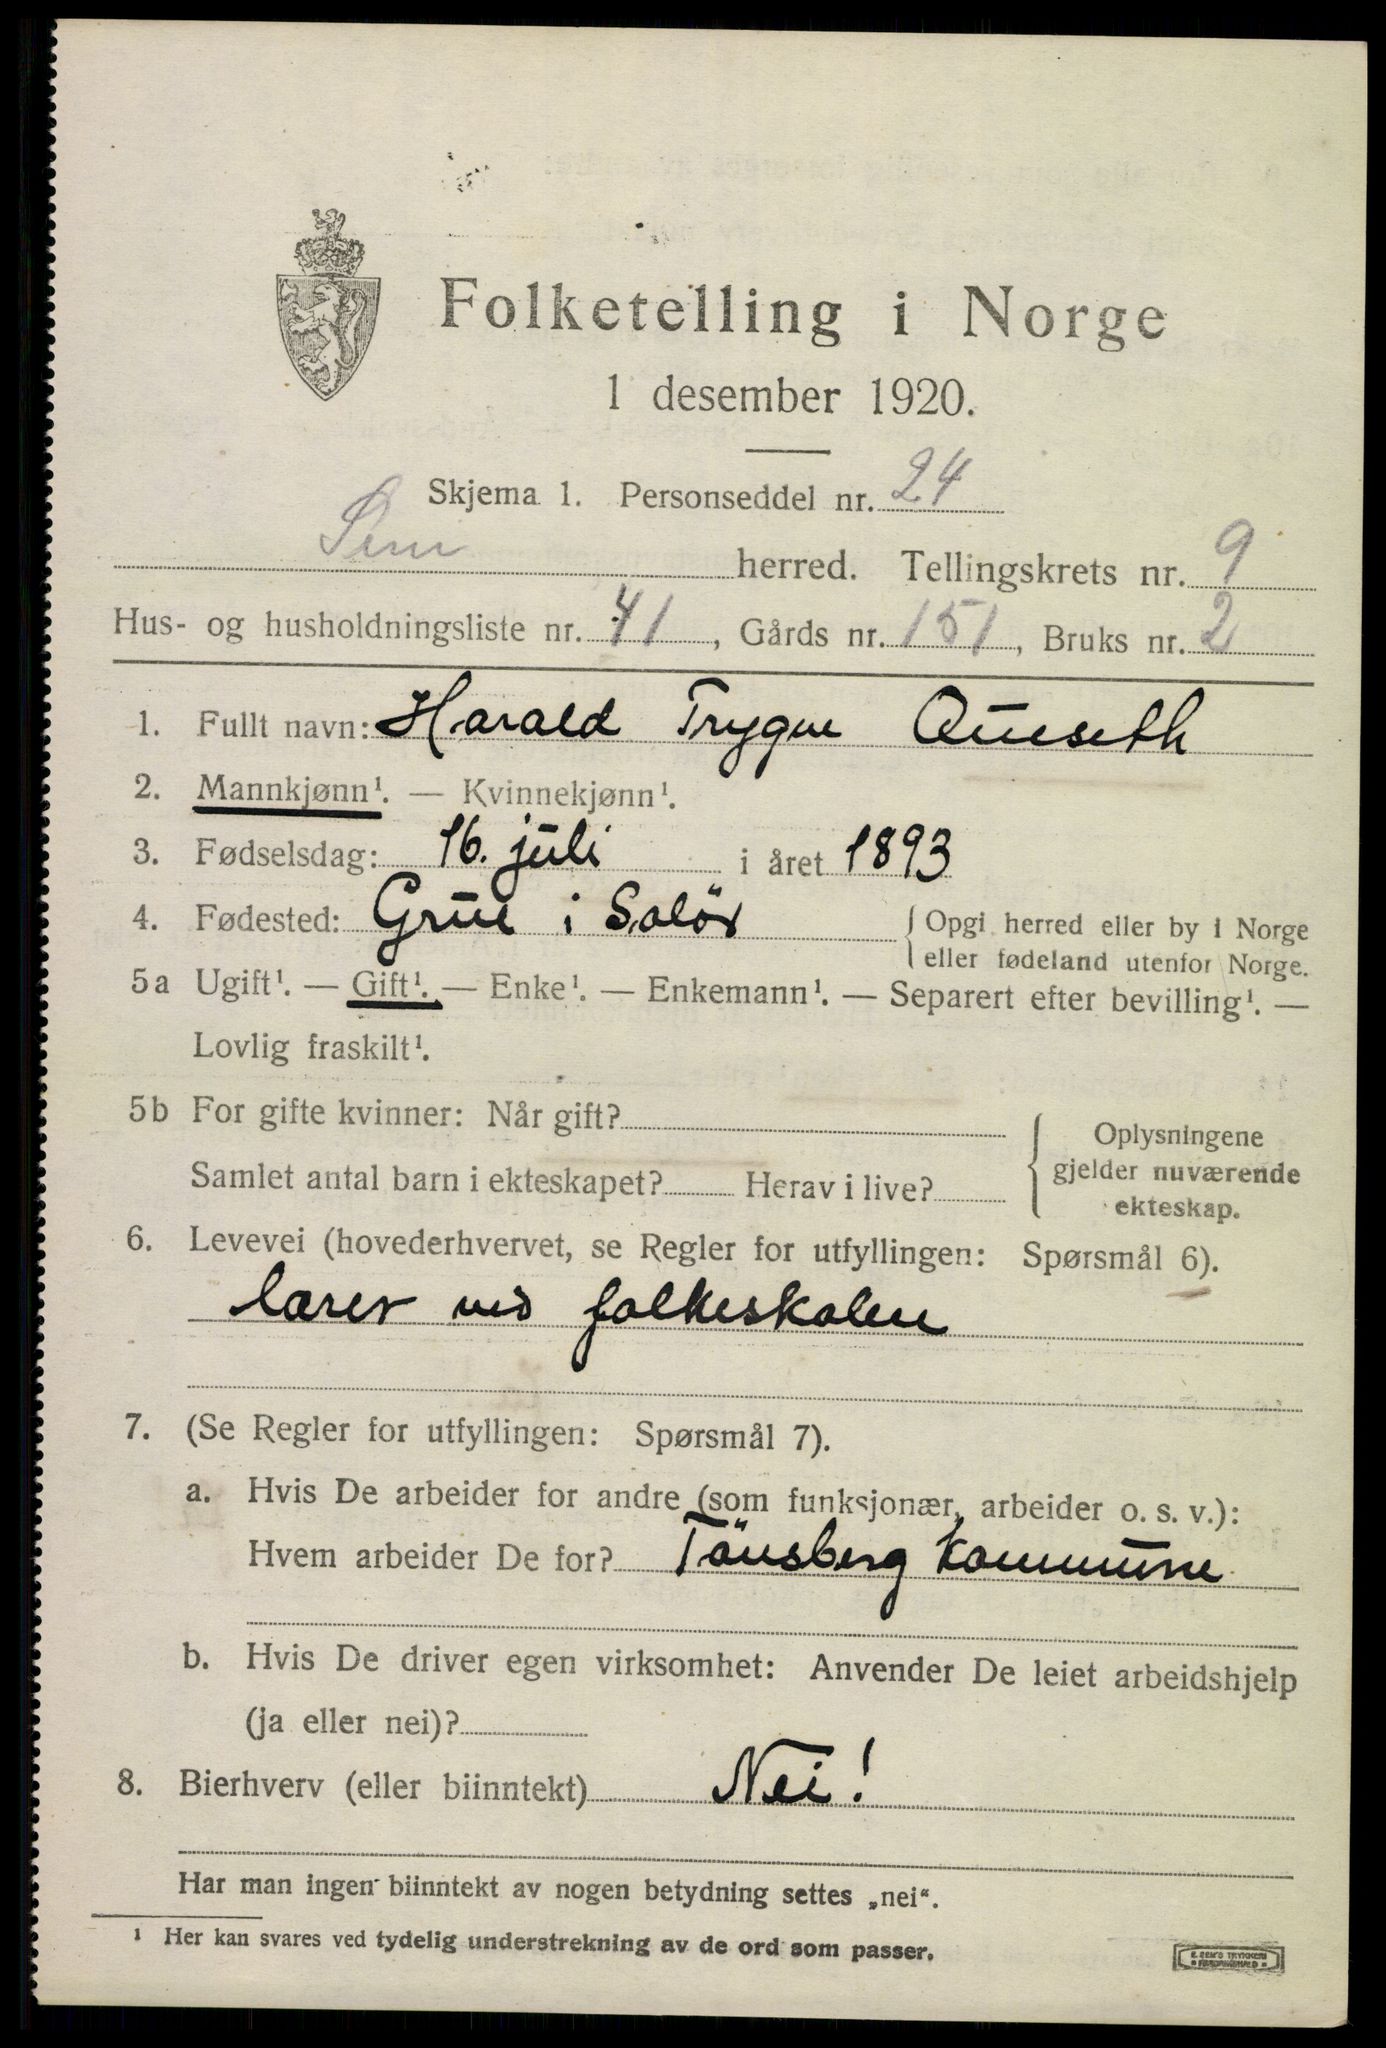 Folketelling i Norge
1 desember 1920.
Skjema 1. Personseddel nr. 24
Sem herred. Tellingskrets nr. 9
Hus- og husholdningsliste nr. 41, Gårds nr. 151, Bruks nr. 2
1. Fullt navn: Harald Trygve Queseth
2. Mannkjønn¹. — Kvinnekjønn¹.
3. Fødselsdag: 16. juli i året 1893
4. Fødested: Grue i Solör { Opgi herred eller by i Norge
eller fødeland utenfor Norge.
5a Ugift¹. — Gift¹. — Enke¹. — Enkemann¹. — Separert efter bevilling¹. —
Lovlig fraskilt¹.
5b For gifte kvinner: Når gift?
Samlet antal barn i ekteskapet? Herav i live?
{ Oplysningene
gjelder nuværende
ekteskap.
6. Levevei (hovederhvervet, se Regler for utfyllingen: Spørsmål 6).
lærer ved folkeskolen
7. (Se Regler for utfyllingen: Spørsmål 7).
a. Hvis De arbeider for andre (som funksjonær, arbeider o. s. v.):
Hvem arbeider De for? Tönsberg kommune
b. Hvis De driver egen virksomhet: Anvender De leiet arbeidshjelp
(ja eller nei)?
8. Bierhverv (eller biinntekt) Nei!
Har man ingen biinntekt av nogen betydning settes „nei“.
¹ Her kan svares ved tydelig understrekning av de ord som passer.
E. SEM'S TRYKKERI
FREDRIKSHALD